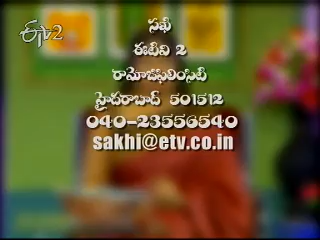 ETV2
సఖి
ఈటీవి 2
రామోజీఫిలింసిటీ
హైదరాబాద్ 501512
040-23556540
sakhi@etv.co.in